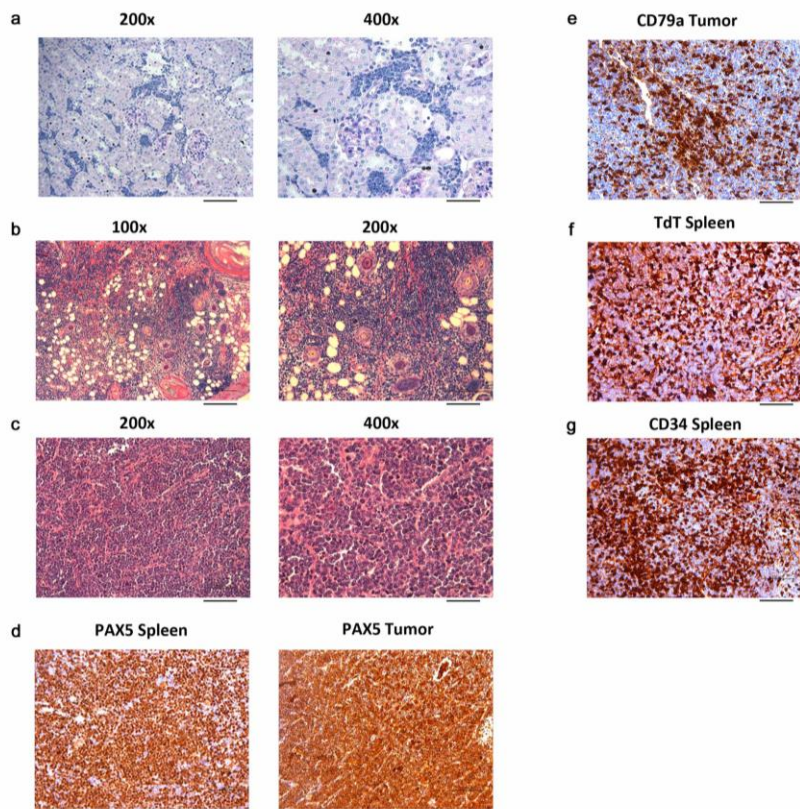 a
200x
400x
b
100x
200x
c
200x
400x
d
PAX5 Spleen
PAX5 Tumor
e
CD79a Tumor
f
TdT Spleen
g
CD34 Spleen